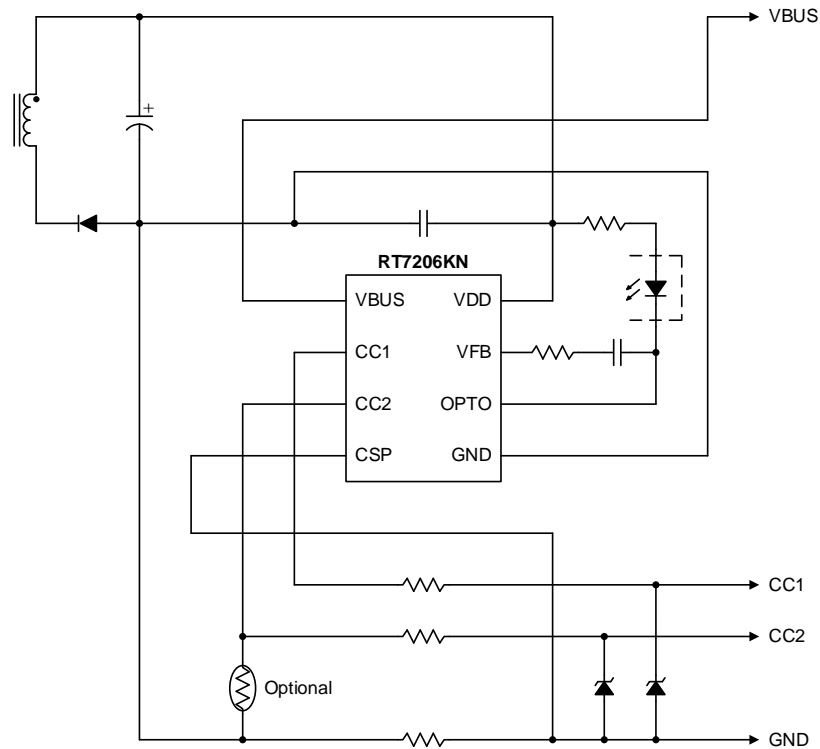 VBUS
+
RT7206KN
VBUS VDD
CC1 VFB
CC2 OPTO
CSP GND
CC1
CC2
Optional
GND